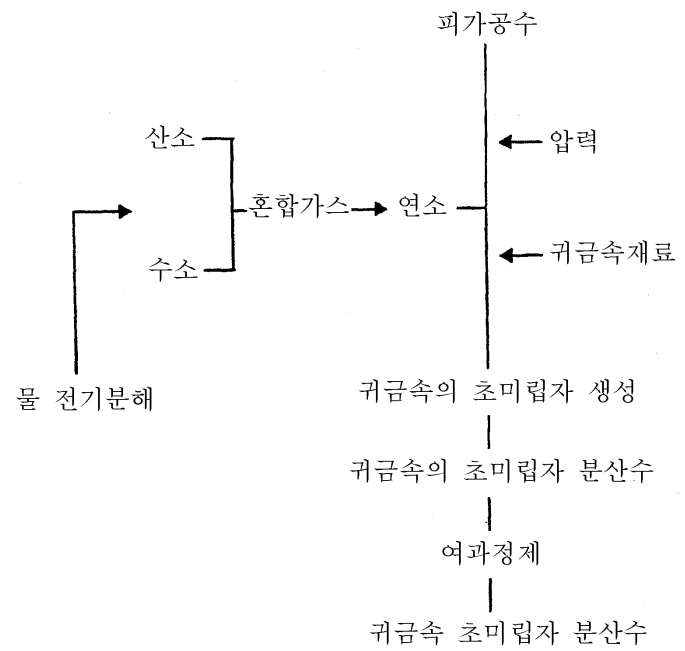 피가공수
산소
압력
혼합가스
연소
수소
귀금속재료
물 전기분해
귀금속의 초미립자 생성
귀금속의 초미립자 분산수
여과정제
귀금속 초미립자 분산수